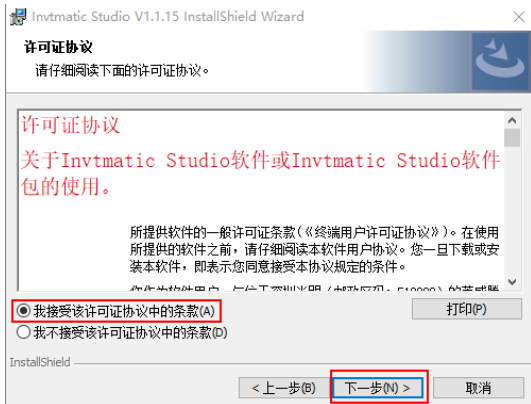 Invtmatic Studio V1.1.15 InstallShield Wizard
许可证协议
请仔细阅读下面的许可证协议。
许可证协议
关于Invtmatic Studio软件或Invtmatic Studio软件
包的使用。
所提供软件的一般许可证条款(《终端用户许可证协议》)。在使用
所提供的软件之前，请仔细阅读本软件用户协议。您一旦下载或安
装本软件，即表示您同意接受本协议规定的条件。
我接受该许可证协议中的条款(A)
打印(P)
我不接受该许可证协议中的条款(D)
InstallShield
< 上一步(B)
下一步(N) >
取消